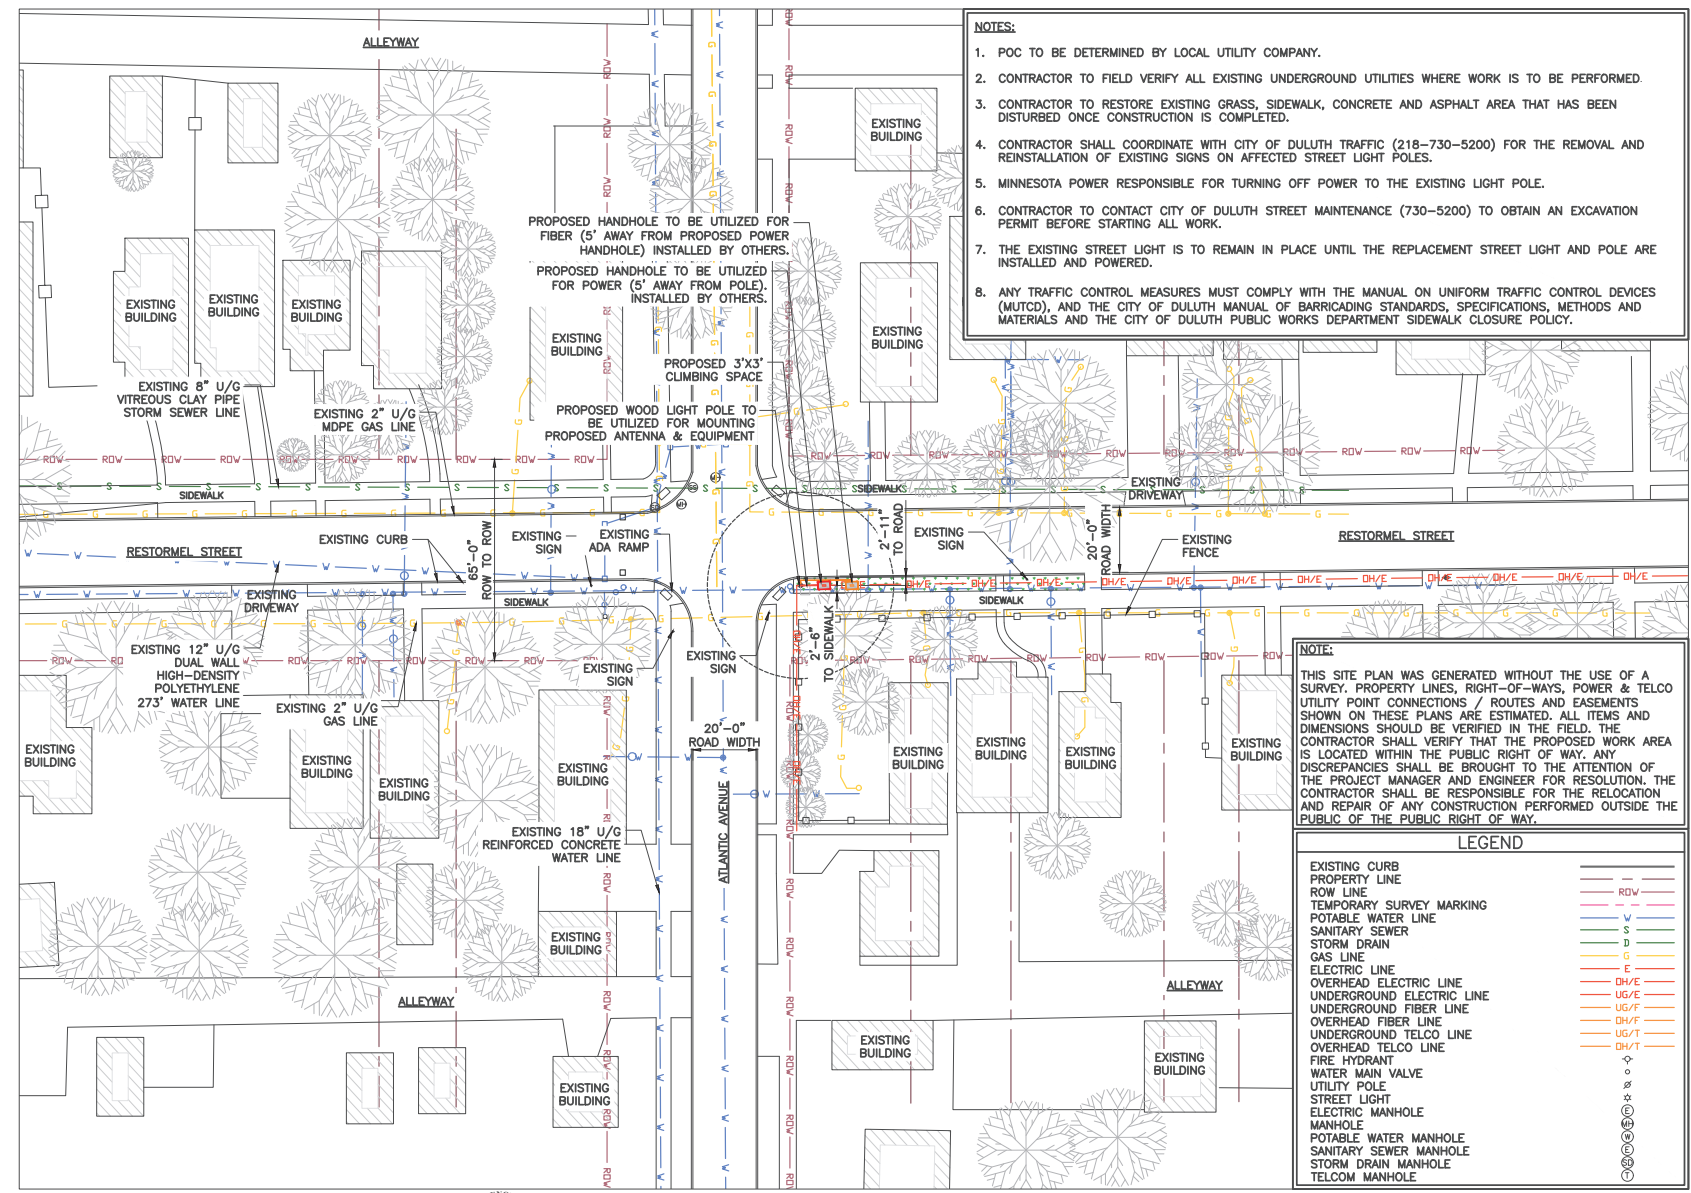 NOTES:
1. POC TO BE DETERMINED BY LOCAL UTILITY COMPANY.
2. CONTRACTOR TO FIELD VERIFY ALL EXISTING UNDERGROUND UTILITIES WHERE WORK IS TO BE PERFORMED.
3. CONTRACTOR TO RESTORE EXISTING GRASS, SIDEWALK, CONCRETE AND ASPHALT AREA THAT HAS BEEN
DISTURBED ONCE CONSTRUCTION IS COMPLETED.
4. CONTRACTOR SHALL COORDINATE WITH CITY OF DULUTH TRAFFIC (218-730-5200) FOR THE REMOVAL AND
REINSTALLATION OF EXISTING SIGNS ON AFFECTED STREET LIGHT POLES.
5. MINNESOTA POWER RESPONSIBLE FOR TURNING OFF POWER TO THE EXISTING LIGHT POLE.
6. CONTRACTOR TO CONTACT CITY OF DULUTH STREET MAINTENANCE (730-5200) TO OBTAIN AN EXCAVATION
PERMIT BEFORE STARTING ALL WORK.
7. THE EXISTING STREET LIGHT IS TO REMAIN IN PLACE UNTIL THE REPLACEMENT STREET LIGHT AND POLE ARE
INSTALLED AND POWERED.
8. ANY TRAFFIC CONTROL MEASURES MUST COMPLY WITH THE MANUAL ON UNIFORM TRAFFIC CONTROL DEVICES
(MUTCD), AND THE CITY OF DULUTH MANUAL OF BARRICADING STANDARDS, SPECIFICATIONS, METHODS AND
MATERIALS AND THE CITY OF DULUTH PUBLIC WORKS DEPARTMENT SIDEWALK CLOSURE POLICY.
ALLEYWAY
EXISTING
BUILDING
PROPOSED HANDHOLE TO BE UTILIZED FOR
FIBER (5' AWAY FROM PROPOSED POWER
HANDHOLE) INSTALLED BY OTHERS.
PROPOSED HANDHOLE TO BE UTILIZED
FOR POWER (5' AWAY FROM POLE).
INSTALLED BY OTHERS.
EXISTING
BUILDING
EXISTING
BUILDING
EXISTING
BUILDING
EXISTING
BUILDING
EXISTING
BUILDING
PROPOSED 3'X3'
CLIMBING SPACE
EXISTING 8" U/G
VITREOUS CLAY PIPE
STORM SEWER LINE
EXISTING 2" U/G
MDPE GAS LINE
PROPOSED WOOD LIGHT POLE TO
BE UTILIZED FOR MOUNTING
PROPOSED ANTENNA & EQUIPMENT
SIDEWALK
SIDEWALK
EXISTING
DRIVEWAY
RESTORMEL STREET
EXISTING CURB
65'-0"
ROW TO ROW
EXISTING
SIGN
EXISTING
ADA RAMP
2'-11"
TO ROAD
EXISTING
SIGN
20'-0"
ROAD WIDTH
EXISTING
FENCE
RESTORMEL STREET
EXISTING
DRIVEWAY
SIDEWALK
SIDEWALK
2'-6"
TO SIDEWALK
EXISTING 12" U/G
DUAL WALL
HIGH-DENSITY
POLYETHYLENE
273' WATER LINE
EXISTING 2" U/G
GAS LINE
EXISTING
SIGN
EXISTING
SIGN
20'-0"
ROAD WIDTH
EXISTING
BUILDING
EXISTING
BUILDING
EXISTING
BUILDING
EXISTING
BUILDING
EXISTING
BUILDING
EXISTING
BUILDING
EXISTING
BUILDING
EXISTING
BUILDING
EXISTING 18" U/G
REINFORCED CONCRETE
WATER LINE
ATLANTIC AVENUE
EXISTING
BUILDING
ALLEYWAY
ALLEYWAY
EXISTING
BUILDING
EXISTING
BUILDING
EXISTING
BUILDING
NOTE:
THIS SITE PLAN WAS GENERATED WITHOUT THE USE OF A
SURVEY. PROPERTY LINES, RIGHT-OF-WAYS, POWER & TELCO
UTILITY POINT CONNECTIONS / ROUTES AND EASEMENTS
SHOWN ON THESE PLANS ARE ESTIMATED. ALL ITEMS AND
DIMENSIONS SHOULD BE VERIFIED IN THE FIELD. THE
CONTRACTOR SHALL VERIFY THAT THE PROPOSED WORK AREA
IS LOCATED WITHIN THE PUBLIC RIGHT OF WAY. ANY
DISCREPANCIES SHALL BE BROUGHT TO THE ATTENTION OF
THE PROJECT MANAGER AND ENGINEER FOR RESOLUTION. THE
CONTRACTOR SHALL BE RESPONSIBLE FOR THE RELOCATION
AND REPAIR OF ANY CONSTRUCTION PERFORMED OUTSIDE THE
PUBLIC OF THE PUBLIC RIGHT OF WAY.
LEGEND
EXISTING CURB
PROPERTY LINE
ROW LINE ROW
TEMPORARY SURVEY MARKING
POTABLE WATER LINE W
SANITARY SEWER S
STORM DRAIN D
GAS LINE G
ELECTRIC LINE E
OVERHEAD ELECTRIC LINE OH/E
UNDERGROUND ELECTRIC LINE UG/E
UNDERGROUND FIBER LINE UG/F
OVERHEAD FIBER LINE OH/F
UNDERGROUND TELCO LINE UG/T
OVERHEAD TELCO LINE OH/T
FIRE HYDRANT
WATER MAIN VALVE
UTILITY POLE
STREET LIGHT
ELECTRIC MANHOLE E
MANHOLE MH
POTABLE WATER MANHOLE W
SANITARY SEWER MANHOLE E
STORM DRAIN MANHOLE SD
TELCOM MANHOLE T